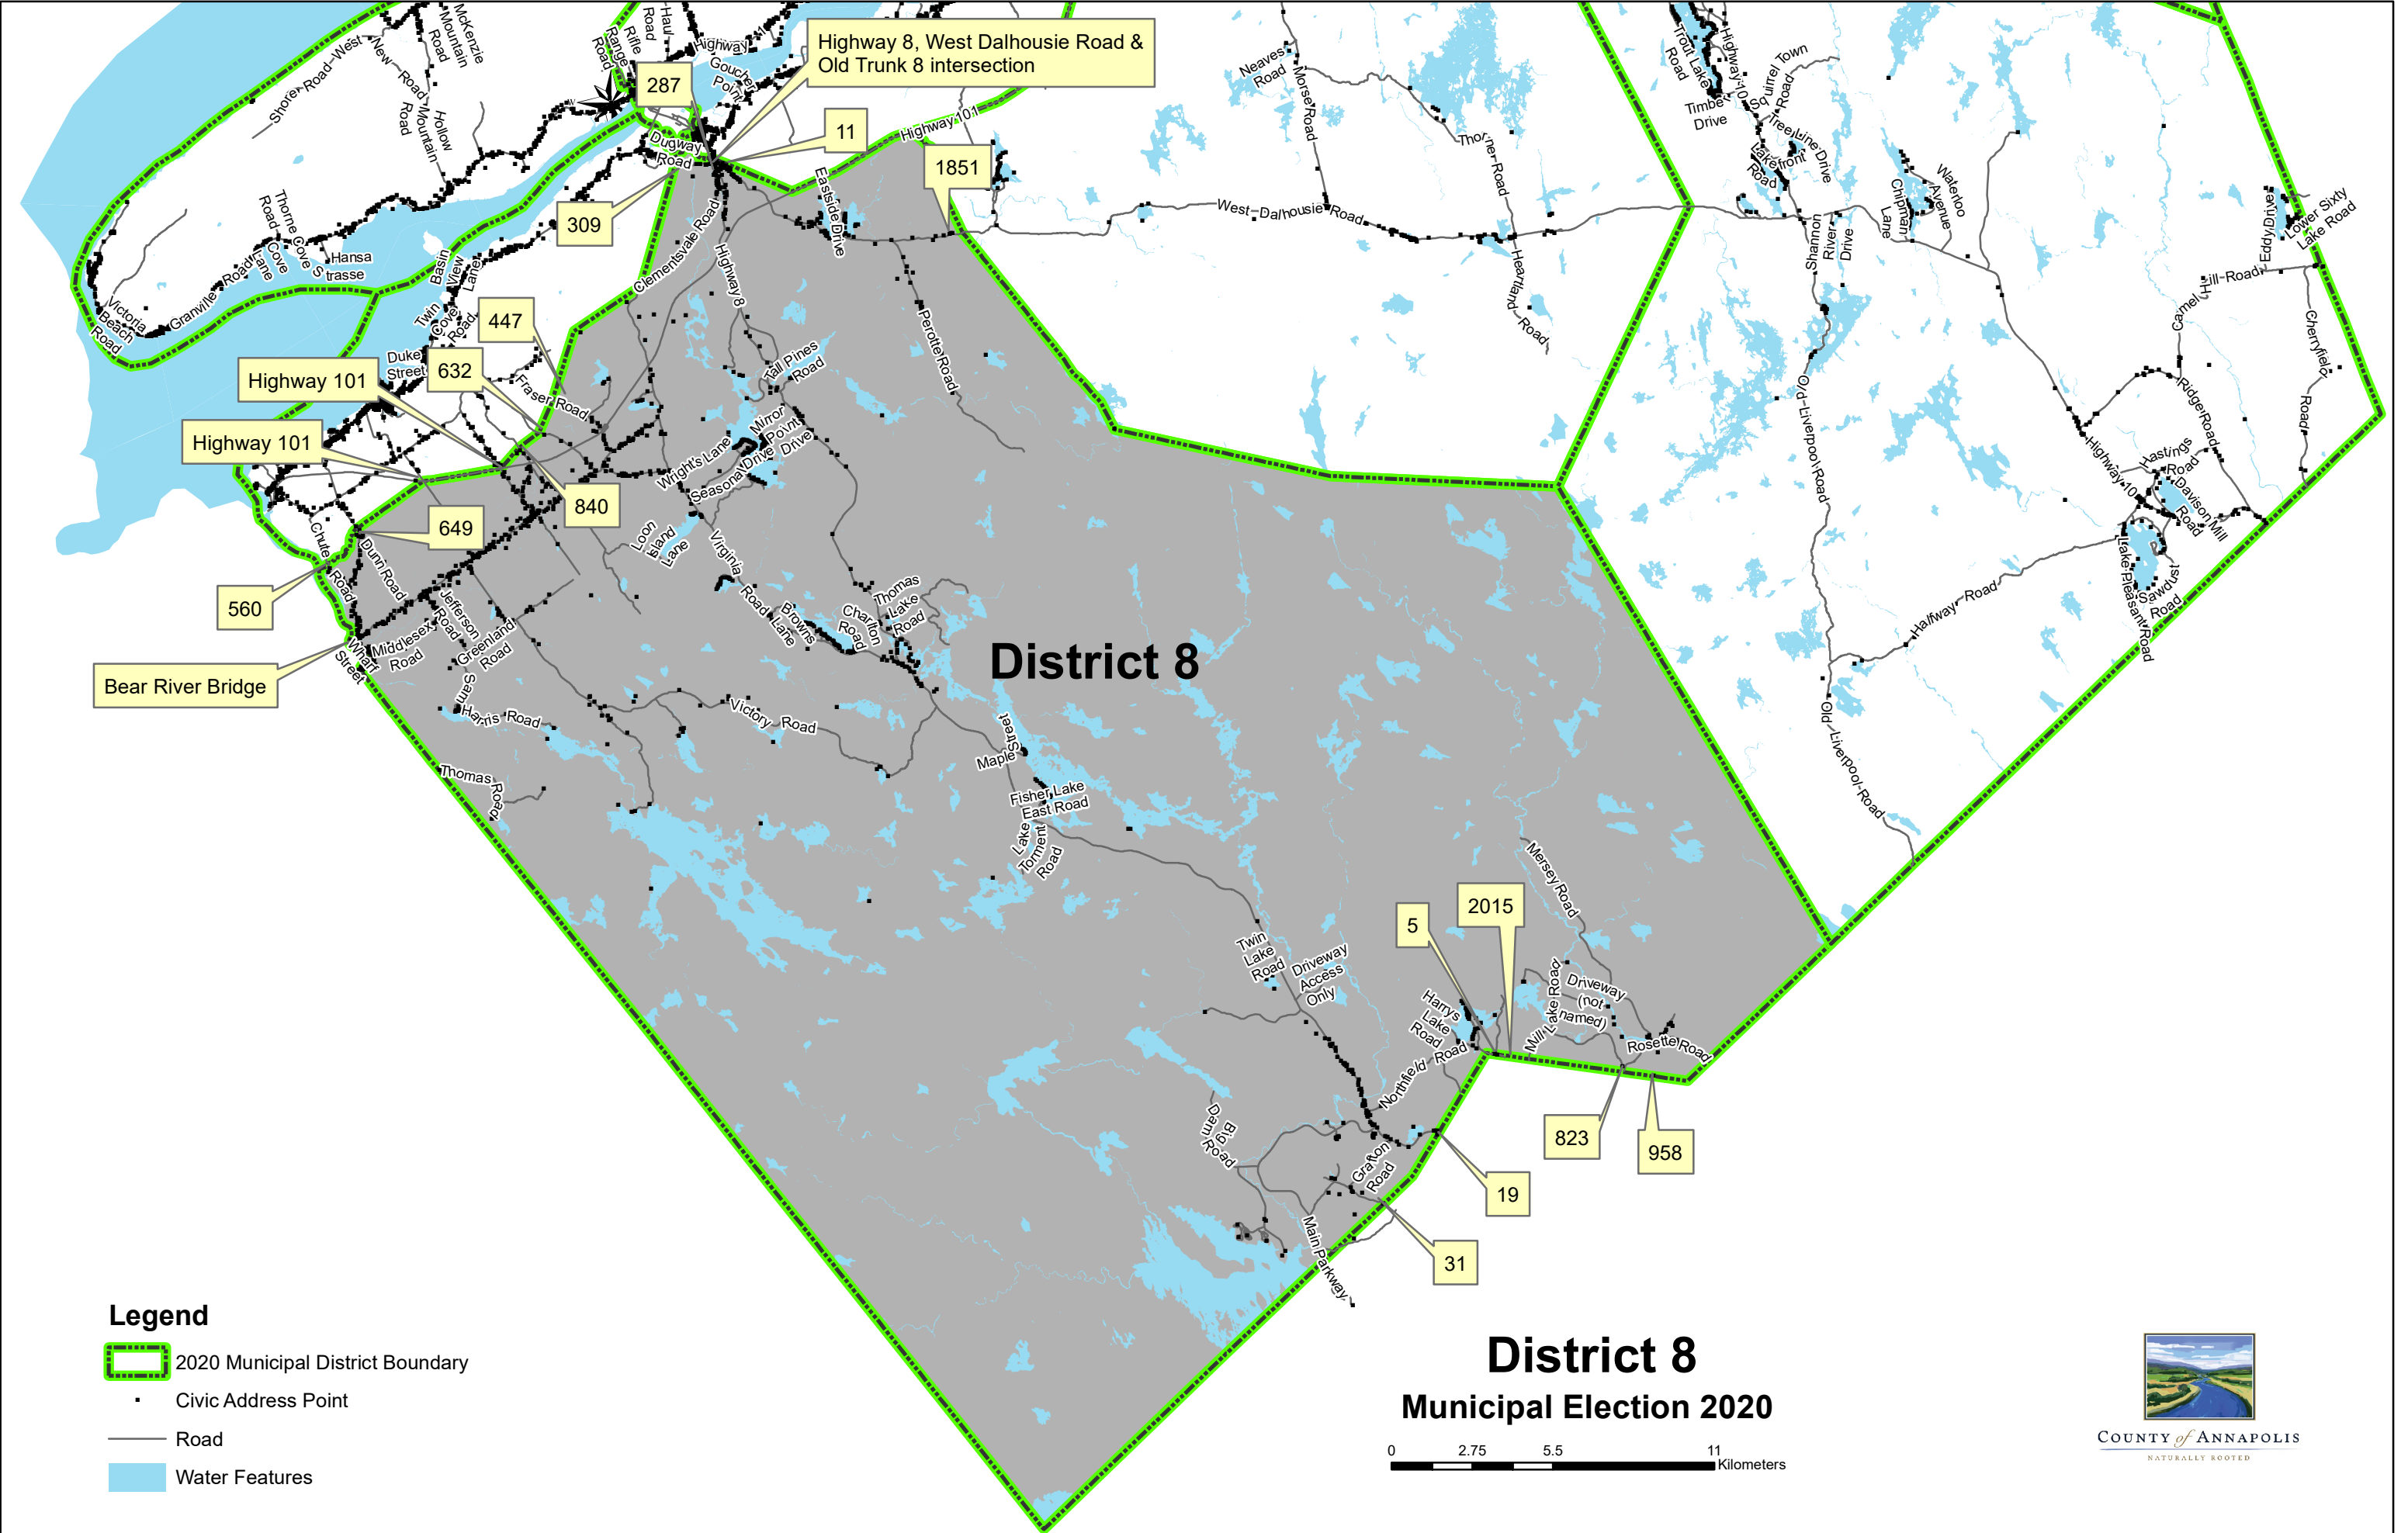 McKenzie
Mountain
Road
Shore Road West
New Road
Hollow
Mountain
Road
Rifle
Range
Road
Haul
Road
Highway
Goucher
Point
Highway 8, West Dalhousie Road &
Old Trunk 8 intersection
287
11
Highway 101
1851
Dugway
Road
309
Neaves
Road
Morse Road
Thorner Road
Trout Lake
Road
Highway 10
Squirrel Town
Road
Timber
Drive
Tree Line Drive
Lakefront
Road
Chipman
Lane
Waterloo
Avenue
Shannon
River
Drive
Eddy Drive
Lower Sixty
Lake Road
Camel Hill Road
Cherryfield
Road
West Dalhousie Road
Heartland
Road
Eastside Drive
Clementsvale Road
Highway 8
Perotte Road
Thorne Cove
Road
Cove
Lane
Hansa
Strasse
Granville Road
Victoria
Beach
Road
Basin
View
Lane
Twin
Cove
Road
Duke
Street
447
632
Highway 101
Highway 101
Fraser Road
Tall Pines
Road
Mirror
Point
Drive
Wright's Lane
Seasonal Drive
840
649
Chute
Road
Dunn Road
560
Loon
Island
Lane
Virginia
Road
Jefferson
Road
Greenland
Road
Middlesex
Road
Wharf
Street
Bear River Bridge
Browns
Lane
Charlton
Road
Thomas
Lake
Road
District 8
Sam
Harris Road
Victory Road
Thomas
Road
Maple
Street
Fisher Lake
East Road
Lake
Torment
Road
Old Liverpool Road
Old Liverpool Road
Halfway Road
Ridge Road
Highway 10
Hastings
Road
Davison Mill
Road
Lake Pleasant Road
Sawdust
Road
Mersey Road
2015
5
Twin
Lake
Road
Driveway
Access
Only
Harrys
Lake
Road
Northfield Road
Mill Lake Road
Driveway
(not
named)
Rosette Road
823
958
Big
Dam
Road
Grafton
Road
19
31
Main Parkway
Legend
2020 Municipal District Boundary
Civic Address Point
Road
Water Features
District 8
Municipal Election 2020
0 2.75 5.5 11
Kilometers
COUNTY of ANNAPOLIS
NATURALLY ROOTED